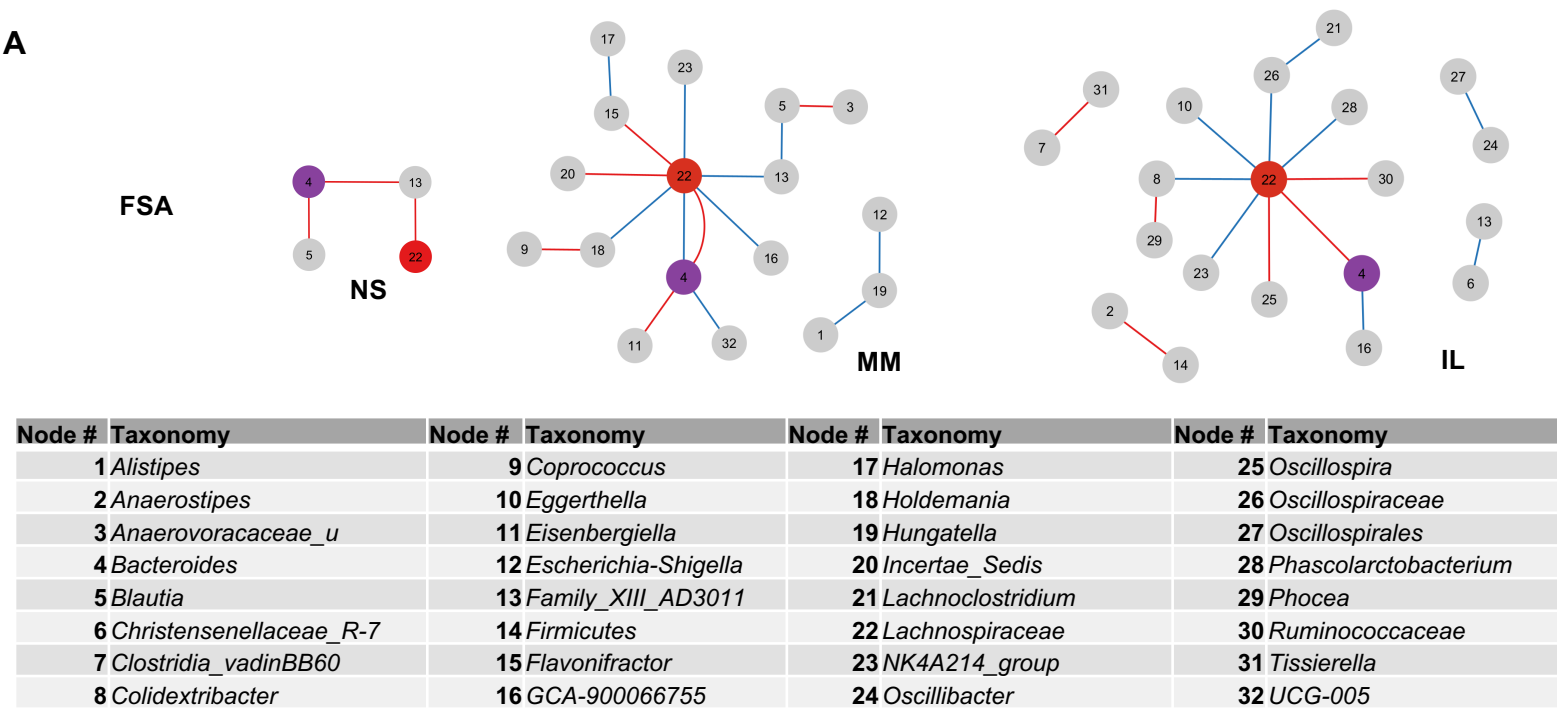 A
17
23
21
26
27
31
5
3
15
10
28
7
24
4
13
20
22
13
8
22
30
12
13
9
18
29
5
22
16
FSA
NS
4
19
23
25
4
6
11
32
1
2
16
14
MM
IL
Node # Taxonomy Node # Taxonomy Node # Taxonomy Node # Taxonomy
1 Alistipes 9 Coprococcus 17 Halomonas 25 Oscillospira
2 Anaerostipes 10 Eggerthella 18 Holdemania 26 Oscillospiraceae
3 Anaerovoracaceae_u 11 Eisenbergiella 19 Hungatella 27 Oscillospirales
4 Bacteroides 12 Escherichia-Shigella 20 Incertae_Sedis 28 Phascolarctobacterium
5 Blautia 13 Family_XIII_AD3011 21 Lachnoclostridium 29 Phocea
6 Christensenellaceae_R-7 14 Firmicutes 22 Lachnospiraceae 30 Ruminococcaceae
7 Clostridia_vadinBB60 15 Flavonifractor 23 NK4A214_group 31 Tissierella
8 Colidextribacter 16 GCA-900066755 24 Oscillibacter 32 UCG-005